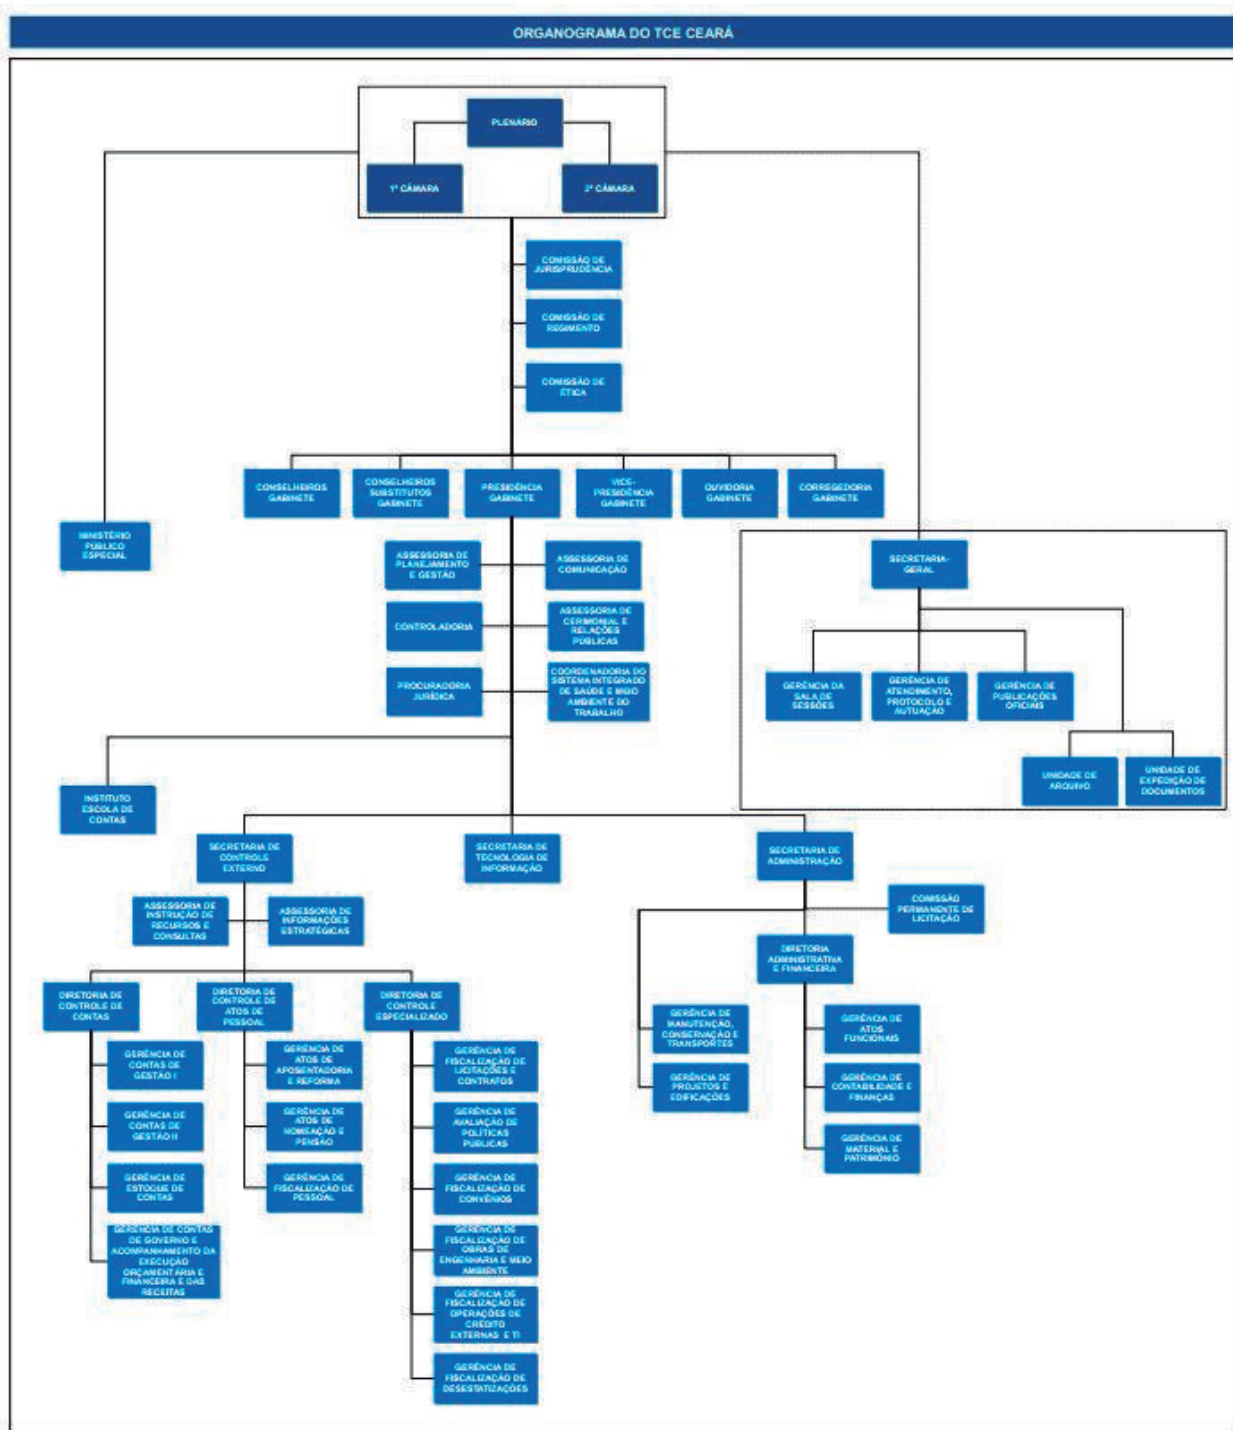 ORGANOGRAMA DO TCE CEARÁ
PLENÁRIO
1ª CÂMARA
2ª CÂMARA
COMISSÃO DE
JURISPRUDÊNCIA
COMISSÃO DE
REGIMENTO
COMISSÃO DE
ÉTICA
CONSELHEIROS
GABINETE
CONSELHEIROS
SUBSTITUTOS
GABINETE
PRESIDÊNCIA
GABINETE
VICE-
PRESIDÊNCIA
GABINETE
OUVIDORIA
GABINETE
CORREGEDORIA
GABINETE
MINISTÉRIO
PÚBLICO
ESPECIAL
ASSESSORIA DE
PLANEJAMENTO
E GESTÃO
ASSESSORIA DE
COMUNICAÇÃO
SECRETARIA-
GERAL
CONTROLADORIA
ASSESSORIA DE
CERIMONIAL E
RELAÇÕES
PÚBLICAS
PROCURADORIA
JURÍDICA
COORDENADORIA DO
SISTEMA INTEGRADO
DE SAÚDE E MEIO
AMBIENTE DO
TRABALHO
GERÊNCIA DA
SALA DE
SESSÕES
GERÊNCIA DE
ATENDIMENTO,
PROTOCOLO E
AUTUAÇÃO
GERÊNCIA DE
PUBLICAÇÕES
OFICIAIS
UNIDADE DE
ARQUIVO
UNIDADE DE
EXPEDIÇÃO DE
DOCUMENTOS
INSTITUTO
ESCOLA DE
CONTAS
SECRETARIA DE
CONTROLE
EXTERNO
SECRETARIA DE
TECNOLOGIA DE
INFORMAÇÃO
SECRETARIA DE
ADMINISTRAÇÃO
ASSESSORIA DE
INSTRUÇÃO DE
RECURSOS E
CONSULTAS
ASSESSORIA DE
INFORMAÇÕES
ESTRATÉGICAS
COMISSÃO
PERMANENTE DE
LICITAÇÃO
DIRETORIA
ADMINISTRATIVA
E FINANCEIRA
DIRETORIA DE
CONTROLE DE
CONTAS
DIRETORIA DE
CONTROLE DE
ATOS DE
PESSOAL
DIRETORIA DE
CONTROLE
ESPECIALIZADO
GERÊNCIA DE
MANUTENÇÃO,
CONSERVAÇÃO E
TRANSPORTES
GERÊNCIA DE
ATOS
FUNCIONAIS
GERÊNCIA DE
CONTAS DE
GESTÃO I
GERÊNCIA DE
ATOS DE
APOSENTADORIA
E REFORMA
GERÊNCIA DE
FISCALIZAÇÃO DE
LICITAÇÕES E
CONTRATOS
GERÊNCIA DE
PROJETOS E
EDIFICAÇÕES
GERÊNCIA DE
CONTABILIDADE E
FINANÇAS
GERÊNCIA DE
CONTAS DE
GESTÃO II
GERÊNCIA DE
ATOS DE
NOMEAÇÃO E
PENSÃO
GERÊNCIA DE
AVALIAÇÃO DE
POLÍTICAS
PÚBLICAS
GERÊNCIA DE
MATERIAL E
PATRIMÔNIO
GERÊNCIA DE
ESTOQUE DE
CONTAS
GERÊNCIA DE
FISCALIZAÇÃO DE
PESSOAL
GERÊNCIA DE
FISCALIZAÇÃO DE
CONVÊNIOS
GERÊNCIA DE CONTAS
DE GOVERNO E
ACOMPANHAMENTO DA
EXECUÇÃO
ORÇAMENTÁRIA E
FINANCEIRA E DAS
RECEITAS
GERÊNCIA DE
FISCALIZAÇÃO DE
OBRAS DE
ENGENHARIA E MEIO
AMBIENTE
GERÊNCIA DE
FISCALIZAÇÃO DE
OPERAÇÕES DE
CRÉDITO
EXTERNAS E TI
GERÊNCIA DE
FISCALIZAÇÃO DE
DESESTATIZAÇÕES